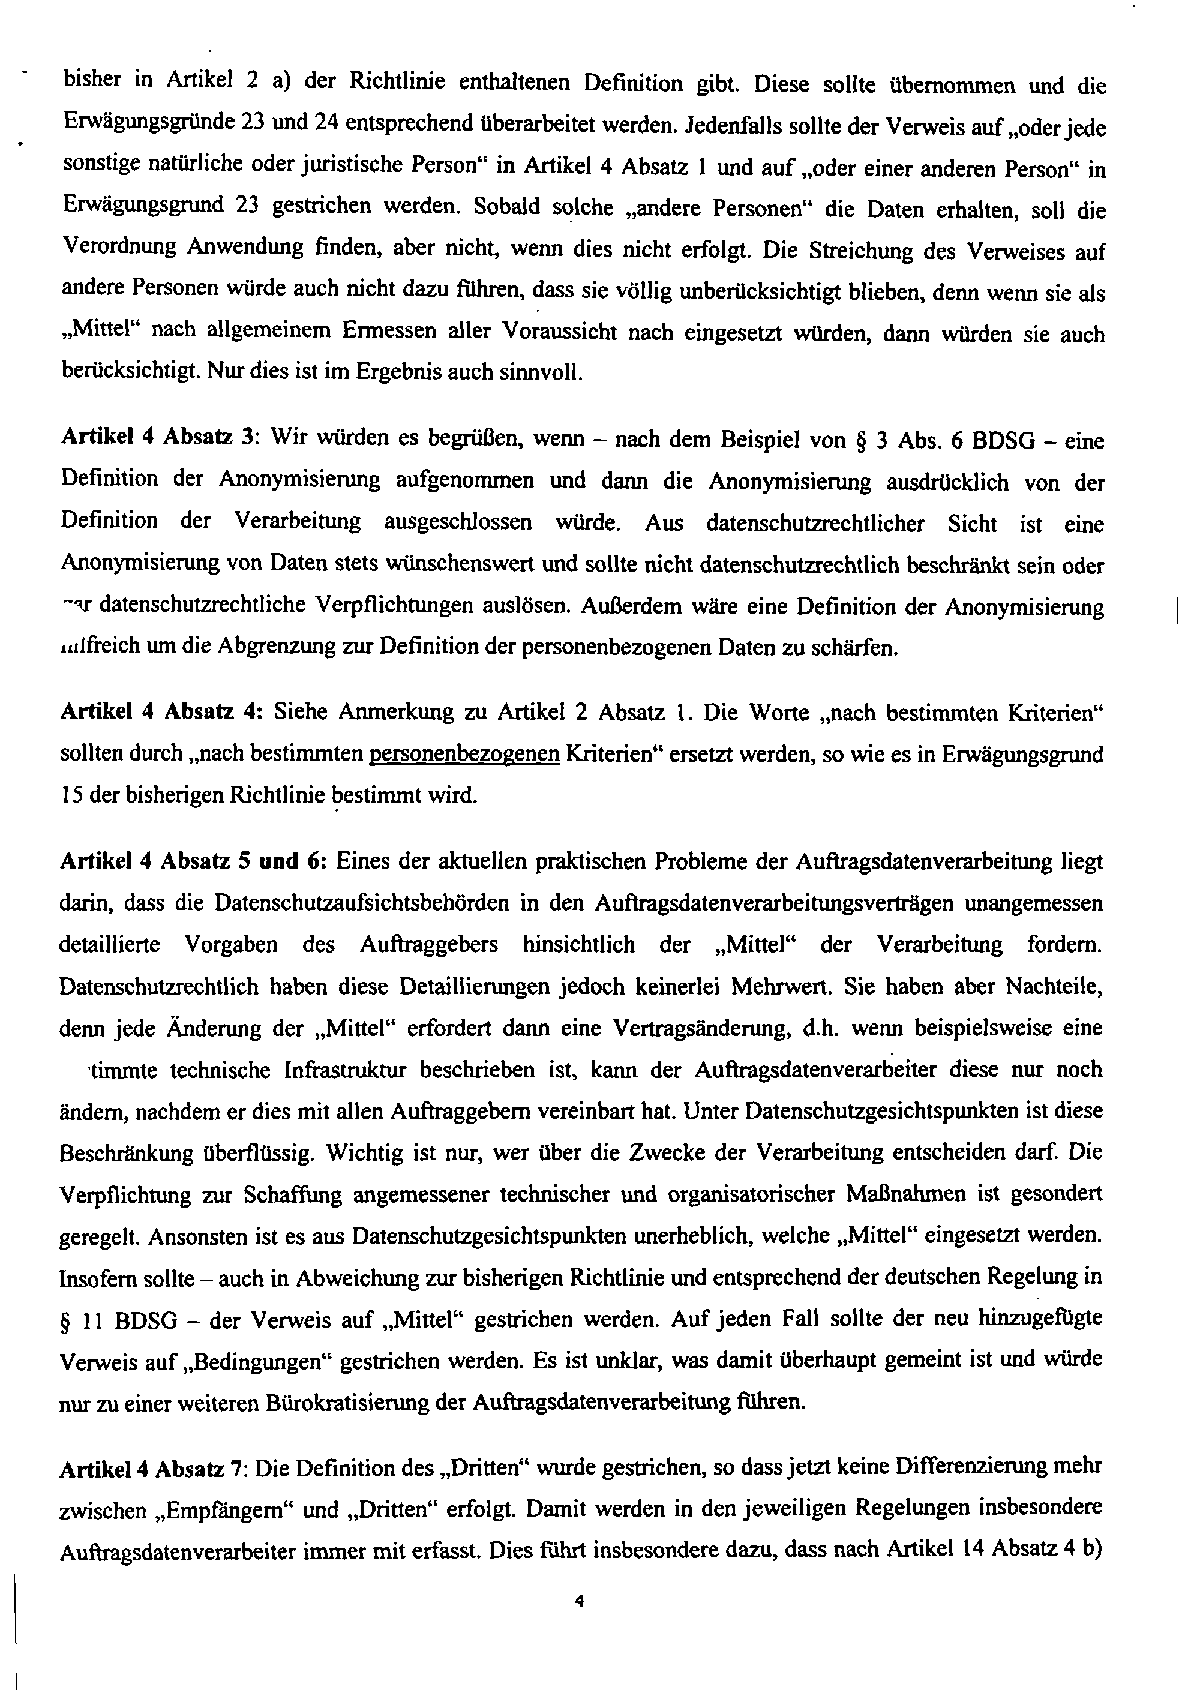 bisher in Artikel 2 a) der Richtlinie enthaltenen Definition gibt. Diese sollte übernommen und die
Erwägungsgründe 23 und 24 entsprechend überarbeitet werden. Jedenfalls sollte der Verweis auf „oder jede
sonstige natürliche oder juristische Person“ in Artikel 4 Absatz 1 und auf „oder einer anderen Person“ in
Erwägungsgrund 23 gestrichen werden. Sobald solche „andere Personen“ die Daten erhalten, soll die
Verordnung Anwendung finden, aber nicht, wenn dies nicht erfolgt. Die Streichung des Verweises auf
andere Personen würde auch nicht dazu führen, dass sie völlig unberücksichtigt blieben, denn wenn sie als
„Mittel“ nach allgemeinem Ermessen aller Voraussicht nach eingesetzt würden, dann würden sie auch
berücksichtigt. Nur dies ist im Ergebnis auch sinnvoll.
Artikel 4 Absatz 3: Wir würden es begrüßen, wenn – nach dem Beispiel von § 3 Abs. 6 BDSG – eine
Definition der Anonymisierung aufgenommen und dann die Anonymisierung ausdrücklich von der
Definition der Verarbeitung ausgeschlossen würde. Aus datenschutzrechtlicher Sicht ist eine
Anonymisierung von Daten stets wünschenswert und sollte nicht datenschutzrechtlich beschränkt sein oder
datenschutzrechtliche Verpflichtungen auslösen. Außerdem wäre eine Definition der Anonymisierung
lfreich um die Abgrenzung zur Definition der personenbezogenen Daten zu schärfen.
Artikel 4 Absatz 4: Siehe Anmerkung zu Artikel 2 Absatz 1. Die Worte „nach bestimmten Kriterien“
sollten durch „nach bestimmten personenbezogenen Kriterien“ ersetzt werden, so wie es in Erwägungsgrund
15 der bisherigen Richtlinie bestimmt wird.
Artikel 4 Absatz 5 und 6: Eines der aktuellen praktischen Probleme der Auftragsdatenverarbeitung liegt
darin, dass die Datenschutzaufsichtsbehörden in den Auftragsdatenverarbeitungsverträgen unangemessen
detaillierte Vorgaben des Auftraggebers hinsichtlich der „Mittel“ der Verarbeitung fordern.
Datenschutzrechtlich haben diese Detaillierungen jedoch keinerlei Mehrwert. Sie haben aber Nachteile,
denn jede Änderung der „Mittel“ erfordert dann eine Vertragsänderung, d.h. wenn beispielsweise eine
timmte technische Infrastruktur beschrieben ist, kann der Auftragsdatenverarbeiter diese nur noch
ändern, nachdem er dies mit allen Auftraggebern vereinbart hat. Unter Datenschutzgesichtspunkten ist diese
Beschränkung überflüssig. Wichtig ist nur, wer über die Zwecke der Verarbeitung entscheiden darf. Die
Verpflichtung zur Schaffung angemessener technischer und organisatorischer Maßnahmen ist gesondert
geregelt. Ansonsten ist es aus Datenschutzgesichtspunkten unerheblich, welche „Mittel“ eingesetzt werden.
Insofern sollte – auch in Abweichung zur bisherigen Richtlinie und entsprechend der deutschen Regelung in
§ 11 BDSG – der Verweis auf „Mittel“ gestrichen werden. Auf jeden Fall sollte der neu hinzugefügte
Verweis auf „Bedingungen“ gestrichen werden. Es ist unklar, was damit überhaupt gemeint ist und würde
nur zu einer weiteren Bürokratisierung der Auftragsdatenverarbeitung führen.
Artikel 4 Absatz 7: Die Definition des „Dritten“ wurde gestrichen, so dass jetzt keine Differenzierung mehr
zwischen „Empfängern“ und „Dritten“ erfolgt. Damit werden in den jeweiligen Regelungen insbesondere
Auftragsdatenverarbeiter immer mit erfasst. Dies führt insbesondere dazu, dass nach Artikel 14 Absatz 4 b)
4